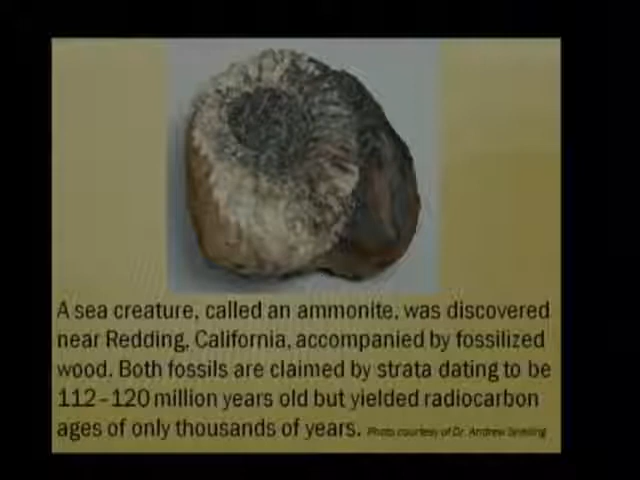 A sea creature, called an ammonite, was discovered
near Redding, California, accompanied by fossilized
wood. Both fossils are claimed by strata dating to be
112 - 120 million years old but yielded radiocarbon
ages of only thousands of years. Photo courtesy of Dr. Andrew Snelling